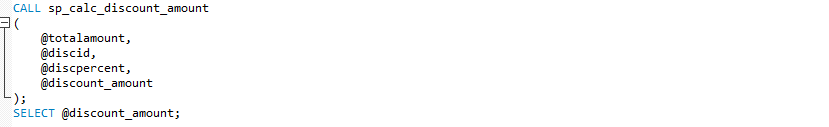 CALL sp_calc_discount_amount
(
    @totalamount,
    @discid,
    @discpercent,
    @discount_amount
);
SELECT @discount_amount;